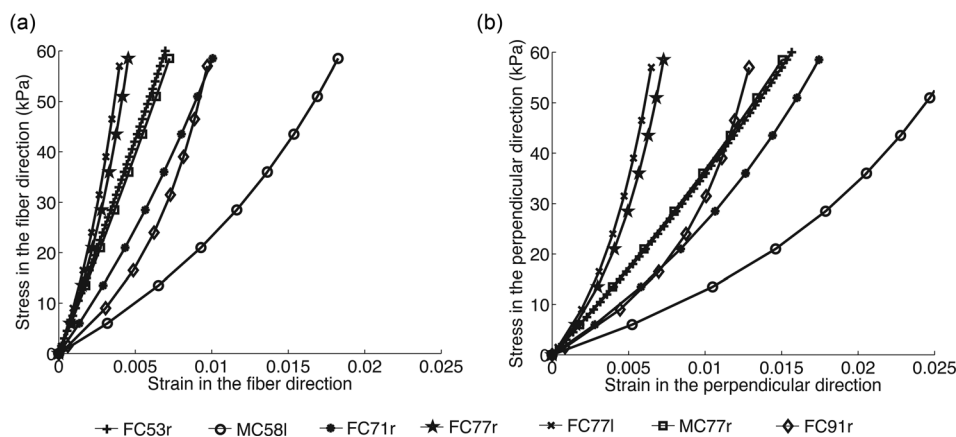 (a)
Stress in the fiber direction (kPa)
60
50
40
30
20
10
0
0
0.005
0.01
0.015
0.02
0.025
Strain in the fiber direction
(b)
Stress in the perpendicular direction (kPa)
60
50
40
30
20
10
0
0
0.005
0.01
0.015
0.02
0.025
Strain in the perpendicular direction
FC53r
MC58l
FC71r
FC77r
FC77l
MC77r
FC91r